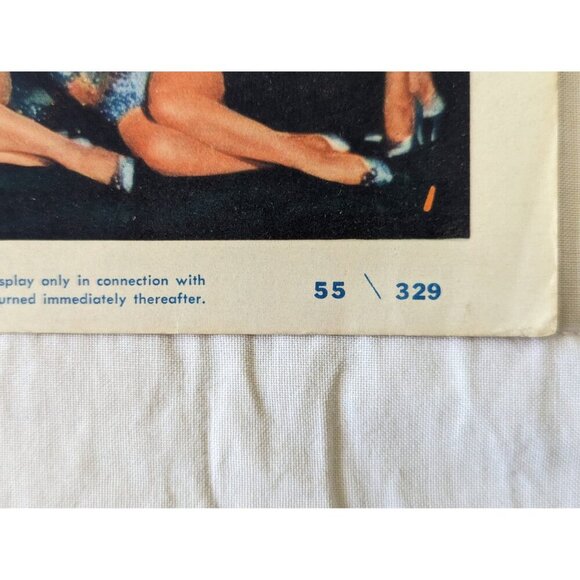 splay only in connection with
urned immediately thereafter.
55 \ 329